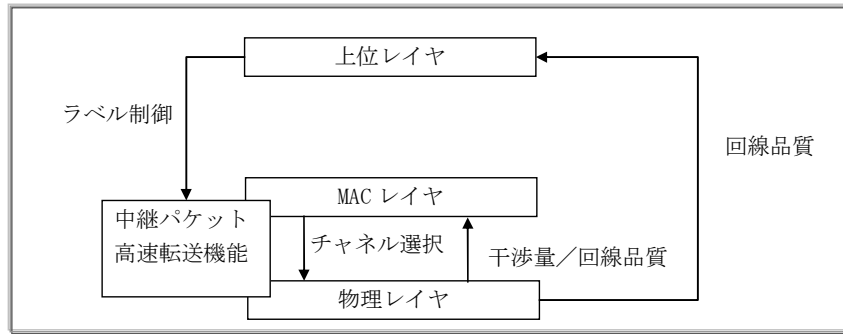 上位レイヤ
ラベル制御
回線品質
MAC レイヤ
中継パケット
高速転送機能
チャネル選択
干渉量／回線品質
物理レイヤ